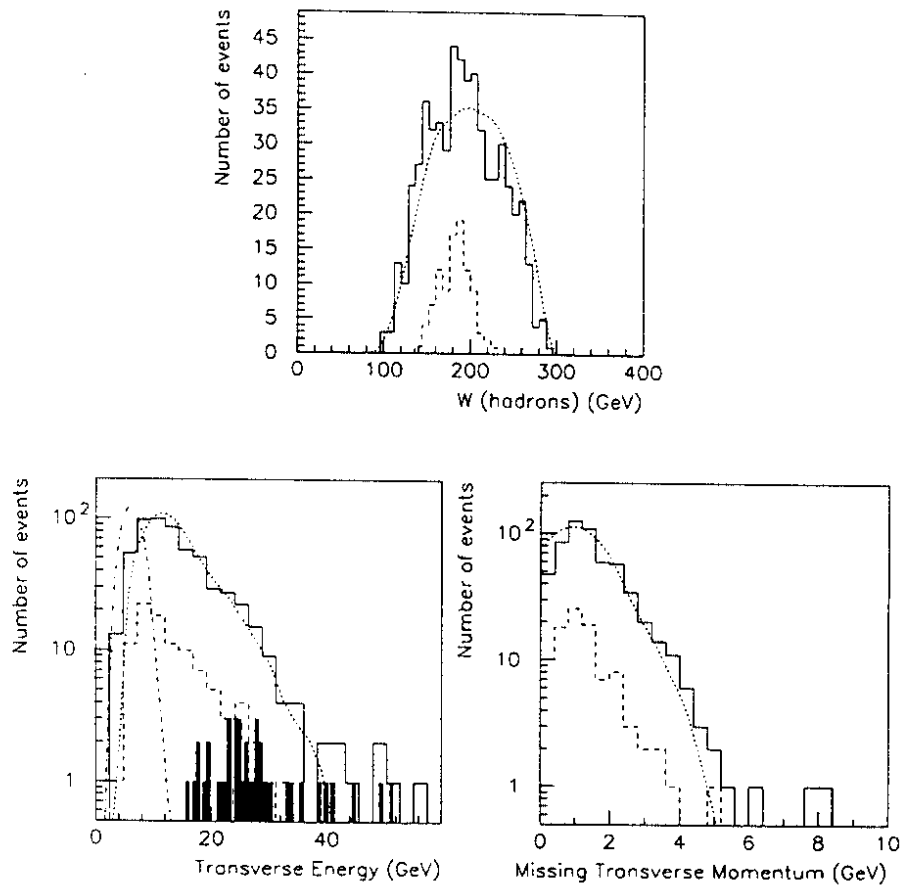 Number of events
45
40
35
30
25
20
15
10
5
0
0 100 200 300 400
W (hadrons) (GeV)
Number of events
10²
10
1
0 20 40
Transverse Energy (GeV)
Number of events
10²
10
1
0 2 4 6 8 10
Missing Transverse Momentum (GeV)